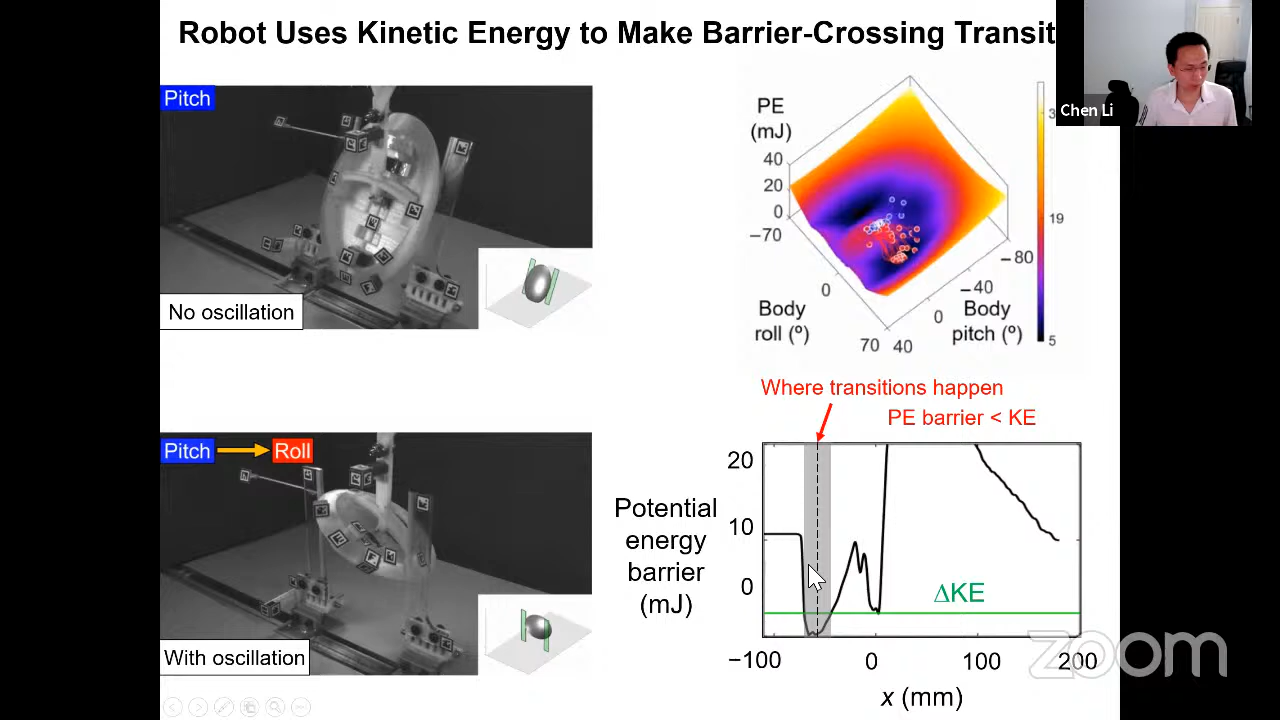 Robot Uses Kinetic Energy to Make Barrier-Crossing Transit
Chen Li
Pitch
No oscillation
PE
(mJ)
40
20
0
−70
0
70
Body
roll (º)
40
0
−40
−80
Body
pitch (º)
3
19
5
Where transitions happen
PE barrier < KE
Pitch
Roll
With oscillation
Potential
energy
barrier
(mJ)
20
10
0
ΔKE
−100
0
100
200
x (mm)
zoom